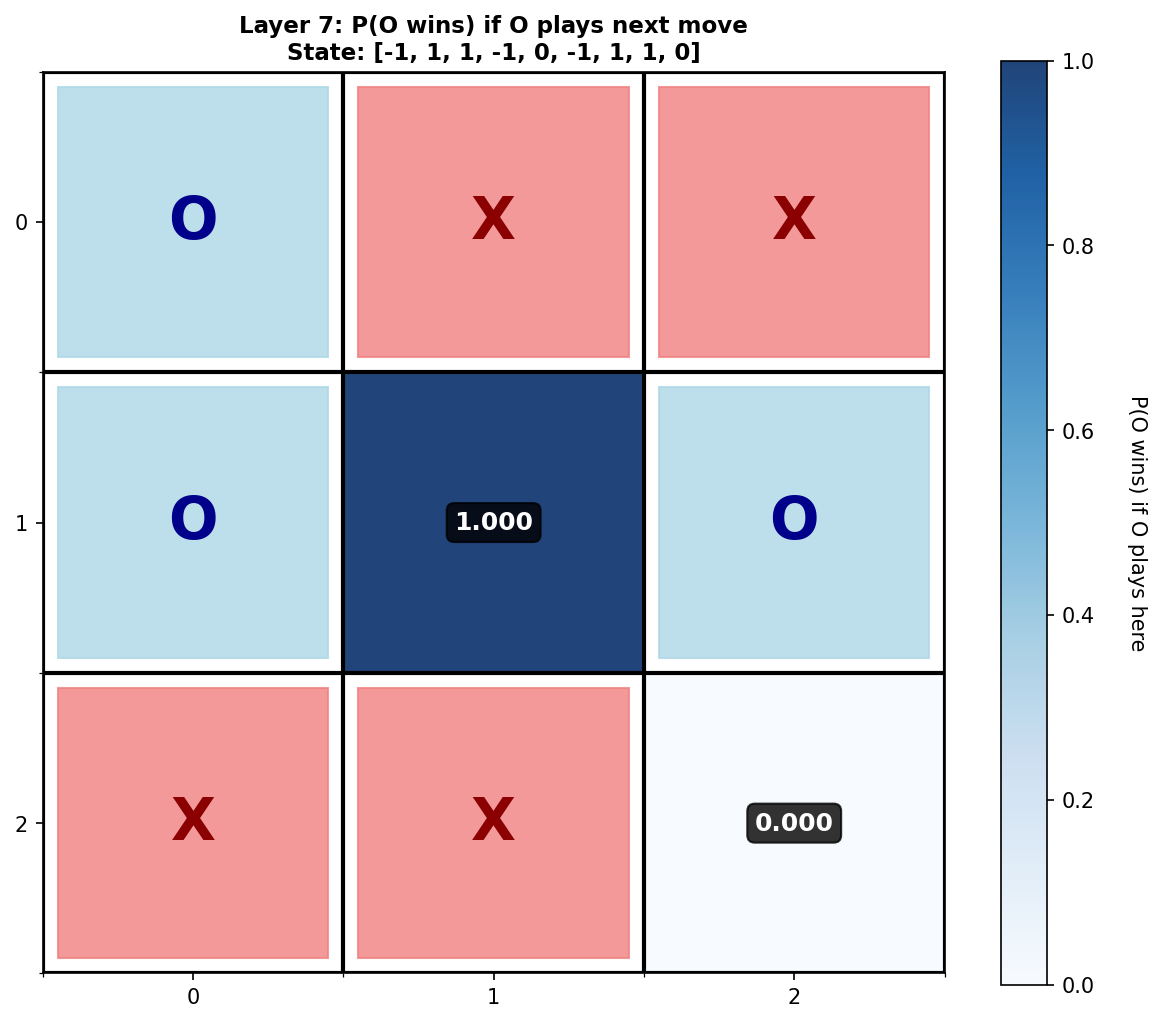 Layer 7: P(O wins) if O plays next move
State: [-1, 1, 1, -1, 0, -1, 1, 1, 0]
O X X
O 1.000 O
X X 0.000
0
1
2
0 1 2
1.0
0.8
0.6
0.4
0.2
0.0
P(O wins) if O plays here